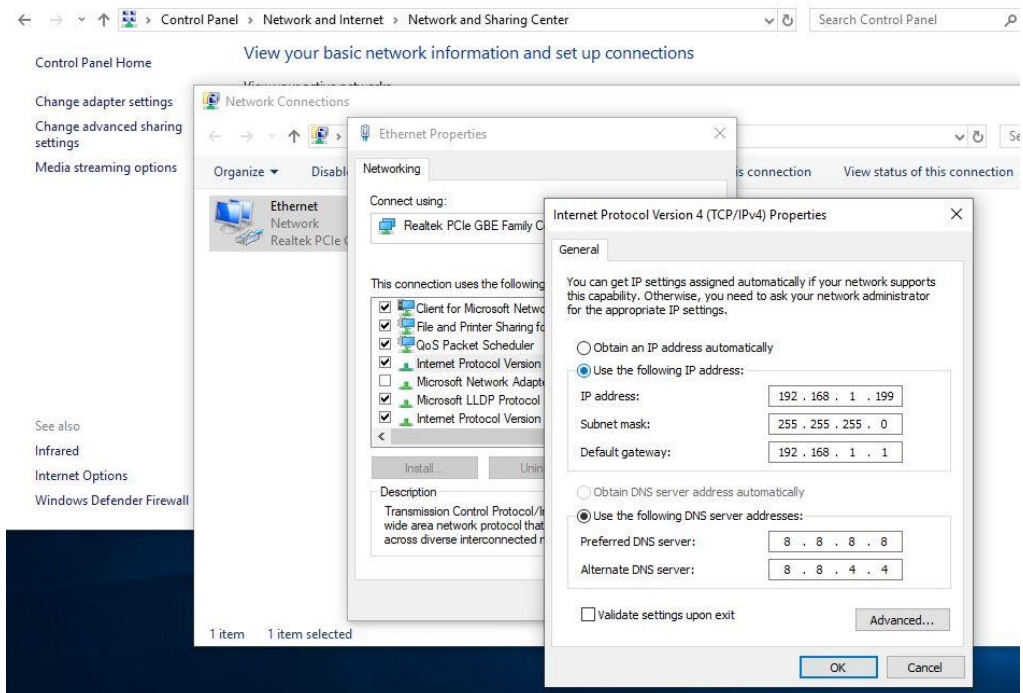 Control Panel > Network and Internet > Network and Sharing Center
Search Control Panel
Control Panel Home
View your basic network information and set up connections
Change adapter settings
Change advanced sharing
settings
Media streaming options
See also
Infrared
Internet Options
Windows Defender Firewall
Network Connections
Organize
is connection
View status of this connection
Ethernet
Network
Realtek PCIe
1 item
1 item selected
Ethernet Properties
Networking
Connect using:
Realtek PCIe GBE Family
This connection uses the following
Client for Microsoft
File and Printer Sharing
QoS Packet Scheduler
Internet Protocol Version
Microsoft Network
Microsoft LLDP Protocol
Internet Protocol Version
Install...
Description
Transmission Control
wide area network protocol that
across diverse interconnected
Internet Protocol Version 4 (TCP/IPv4) Properties
General
You can get IP settings assigned automatically if your network supports
this capability. Otherwise, you need to ask your network administrator
for the appropriate IP settings.
Obtain an IP address automatically
Use the following IP address:
IP address: 192 . 168 . 1 . 199
Subnet mask: 255 . 255 . 255 . 0
Default gateway: 192 . 168 . 1 . 1
Obtain DNS server address automatically
Use the following DNS server addresses:
Preferred DNS server: 8 . 8 . 8 . 8
Alternate DNS server: 8 . 8 . 4 . 4
Validate settings upon exit
Advanced...
OK
Cancel